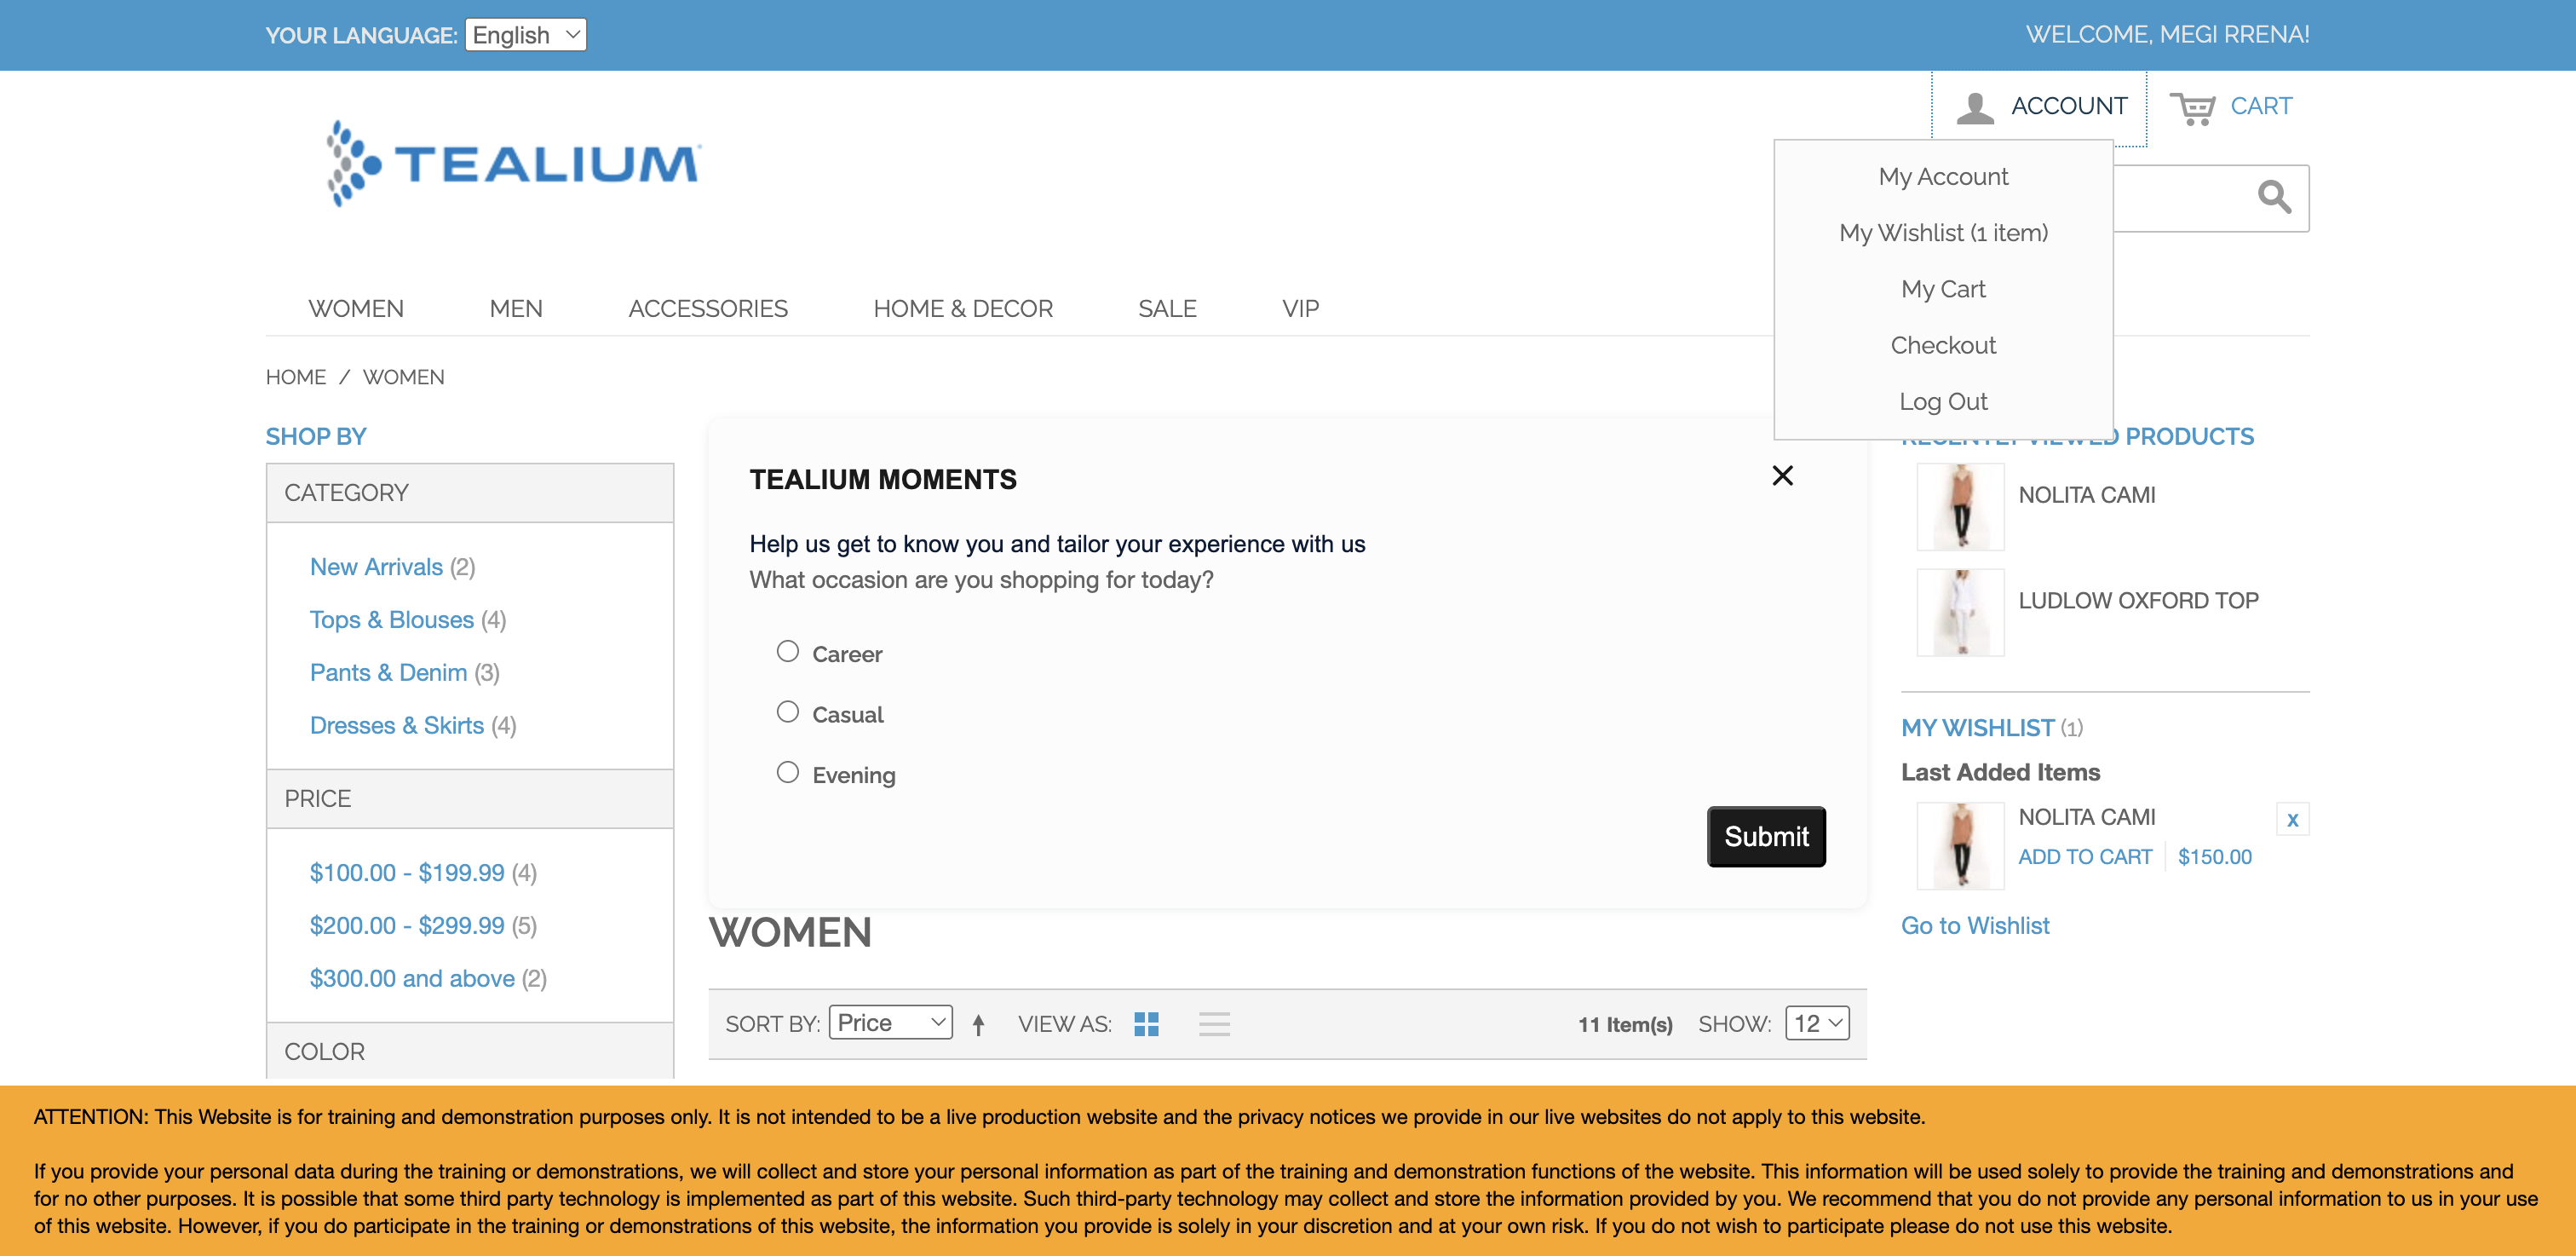 YOUR LANGUAGE: English
WELCOME, MEGI RRENA!
ACCOUNT
CART
TEALIUM
My Account
My Wishlist (1 item)
My Cart
Checkout
Log Out
WOMEN MEN ACCESSORIES HOME & DECOR SALE VIP
HOME / WOMEN
SHOP BY
CATEGORY
New Arrivals (2)
Tops & Blouses (4)
Pants & Denim (3)
Dresses & Skirts (4)
PRICE
$100.00 - $199.99 (4)
$200.00 - $299.99 (5)
$300.00 and above (2)
COLOR
TEALIUM MOMENTS
Help us get to know you and tailor your experience with us
What occasion are you shopping for today?
Career
Casual
Evening
Submit
WOMEN
SORT BY: Price VIEW AS: 11 Item(s) SHOW: 12
RECENTLY VIEWED PRODUCTS
NOLITA CAMI
LUDLOW OXFORD TOP
MY WISHLIST (1)
Last Added Items
NOLITA CAMI
x
ADD TO CART $150.00
Go to Wishlist
ATTENTION: This Website is for training and demonstration purposes only. It is not intended to be a live production website and the privacy notices we provide in our live websites do not apply to this website.
If you provide your personal data during the training or demonstrations, we will collect and store your personal information as part of the training and demonstration functions of the website. This information will be used solely to provide the training and demonstrations and
for no other purposes. It is possible that some third party technology is implemented as part of this website. Such third-party technology may collect and store the information provided by you. We recommend that you do not provide any personal information to us in your use
of this website. However, if you do participate in the training or demonstrations of this website, the information you provide is solely in your discretion and at your own risk. If you do not wish to participate please do not use this website.